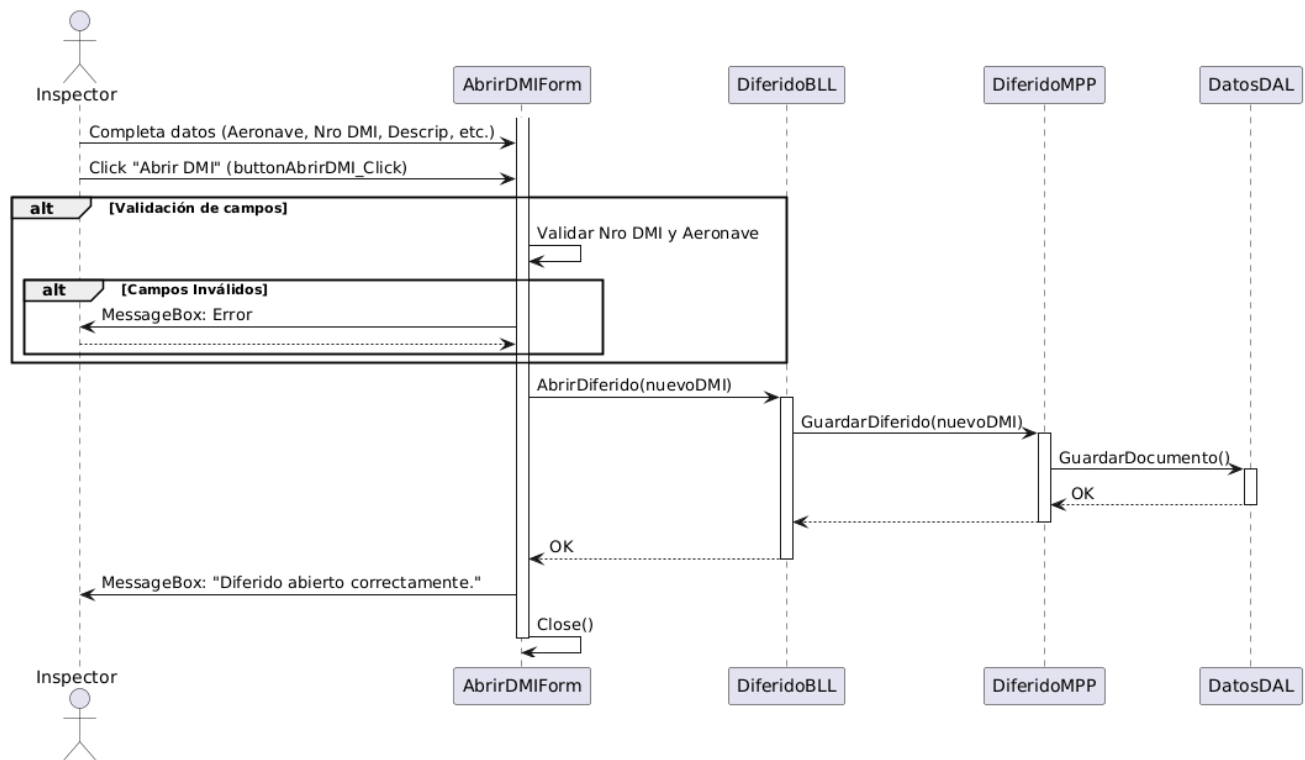 Inspector
AbrirDMIForm
DiferidoBLL
DiferidoMPP
DatosDAL
Completa datos (Aeronave, Nro DMI, Descrip, etc.)
Click "Abrir DMI" (buttonAbrirDMI_Click)
alt [Validación de campos]
Validar Nro DMI y Aeronave
alt [Campos Inválidos]
MessageBox: Error
AbrirDiferido(nuevoDMI)
GuardarDiferido(nuevoDMI)
GuardarDocumento()
OK
OK
MessageBox: "Diferido abierto correctamente."
Close()
Inspector
AbrirDMIForm
DiferidoBLL
DiferidoMPP
DatosDAL